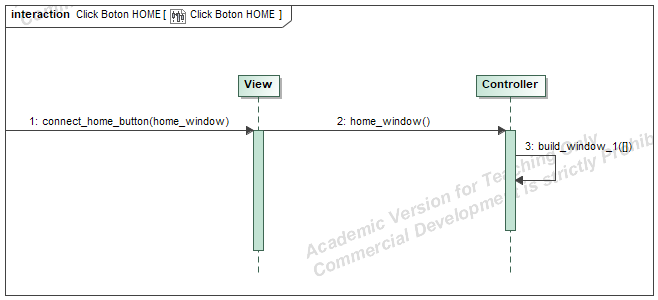 interaction Click Boton HOME [ Click Boton HOME ]
View
Controller
1: connect_home_button(home_window)
2: home_window()
3: build_window_1([])
Academic Version for Teaching Only
Commercial Development is strictly Prohib